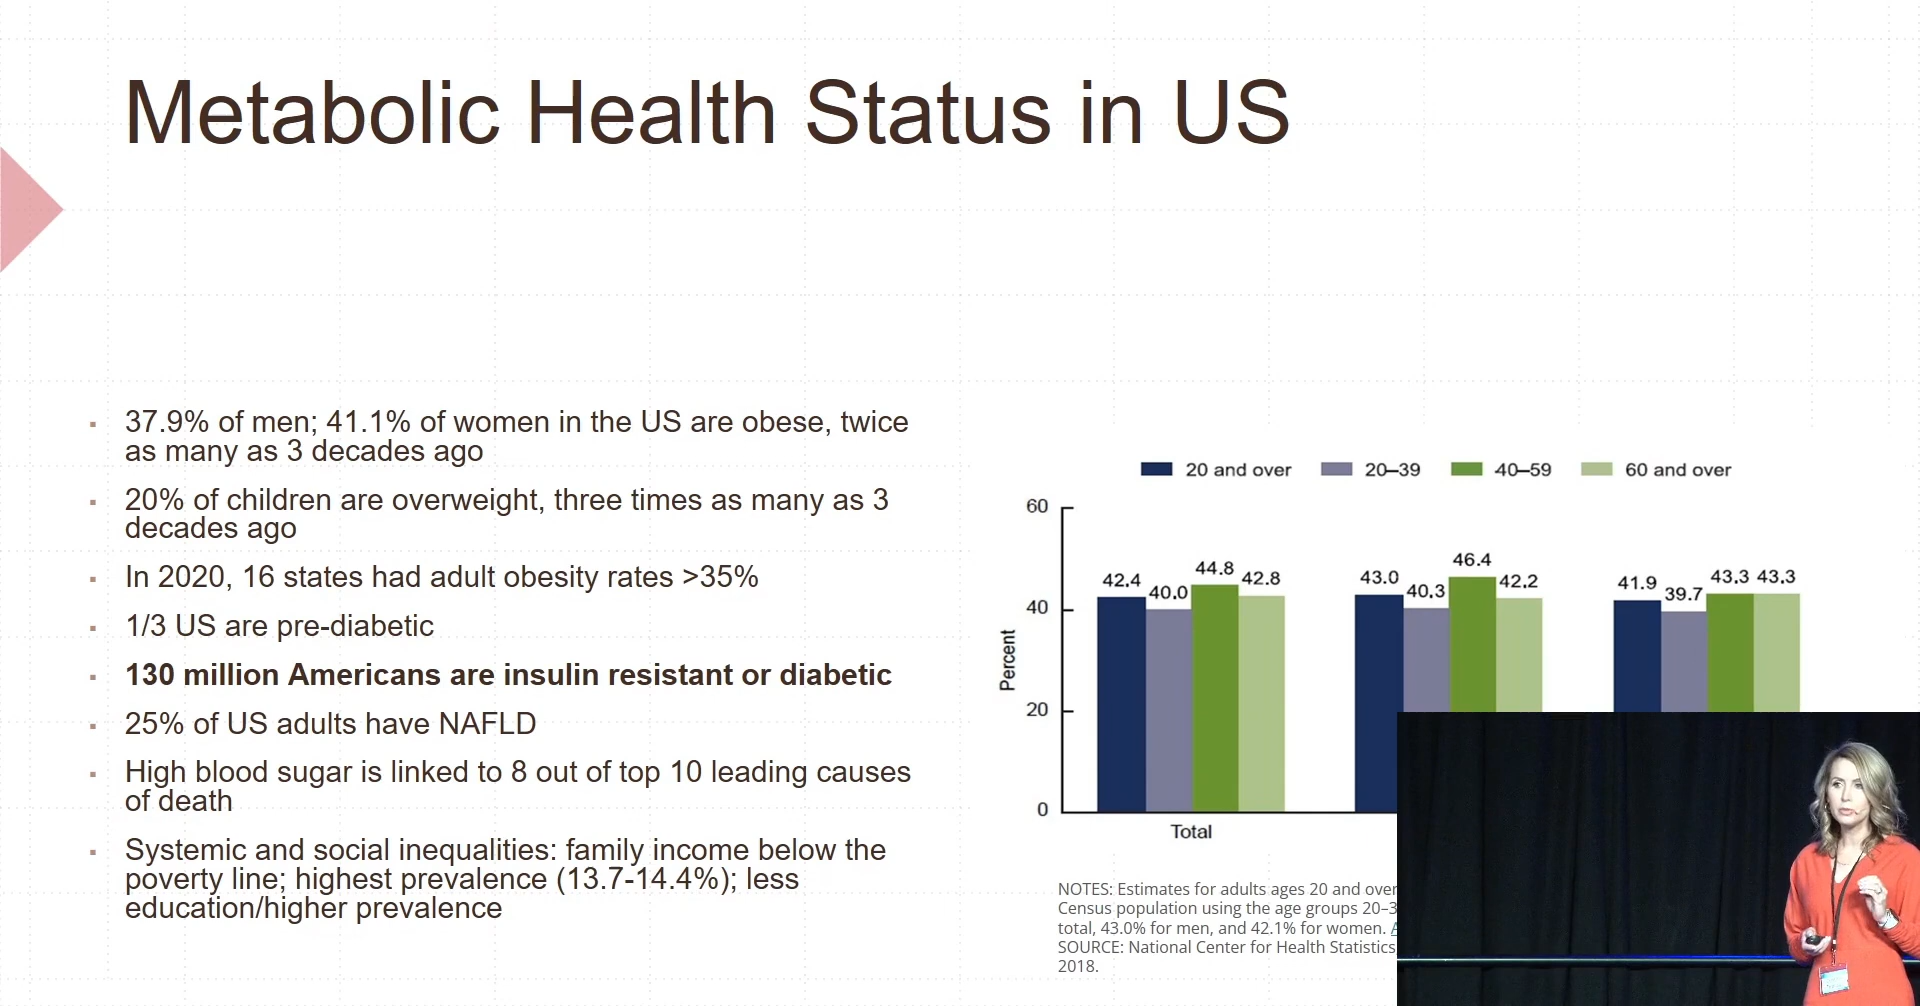 Metabolic Health Status in US
▪ 37.9% of men; 41.1% of women in the US are obese, twice
as many as 3 decades ago
▪ 20% of children are overweight, three times as many as 3
decades ago
▪ In 2020, 16 states had adult obesity rates >35%
▪ 1/3 US are pre-diabetic
▪ 130 million Americans are insulin resistant or diabetic
▪ 25% of US adults have NAFLD
▪ High blood sugar is linked to 8 out of top 10 leading causes
of death
▪ Systemic and social inequalities: family income below the
poverty line; highest prevalence (13.7-14.4%); less
education/higher prevalence
20 and over 20–39 40–59 60 and over
Percent
60
40
20
0
42.4 40.0 44.8 42.8
43.0 40.3 46.4 42.2
41.9 39.7 43.3 43.3
Total
NOTES: Estimates for adults ages 20 and over
Census population using the age groups 20–3
total, 43.0% for men, and 42.1% for women. A
SOURCE: National Center for Health Statistics
2018.